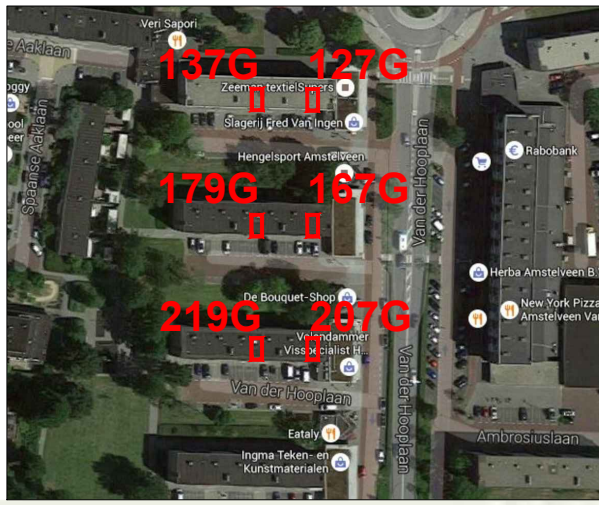 Veri Sapori
Aaklaan
137G
127G
Zeeman textielSupers
Slagerij Fred Van Ingen
Spaanse Aaklaan
Hengelsport Amstelveen
Van der Hooplaan
Rabobank
179G
167G
Herba Amstelveen B
De Bouquet-Shop
New York Pizza
Amstelveen Van
219G
207G
Volendammer
Visspecialist H...
Van der Hooplaan
Van der Hooplaan
Eataly
Ambrosiuslaan
Ingma Teken- en
Kunstmaterialen